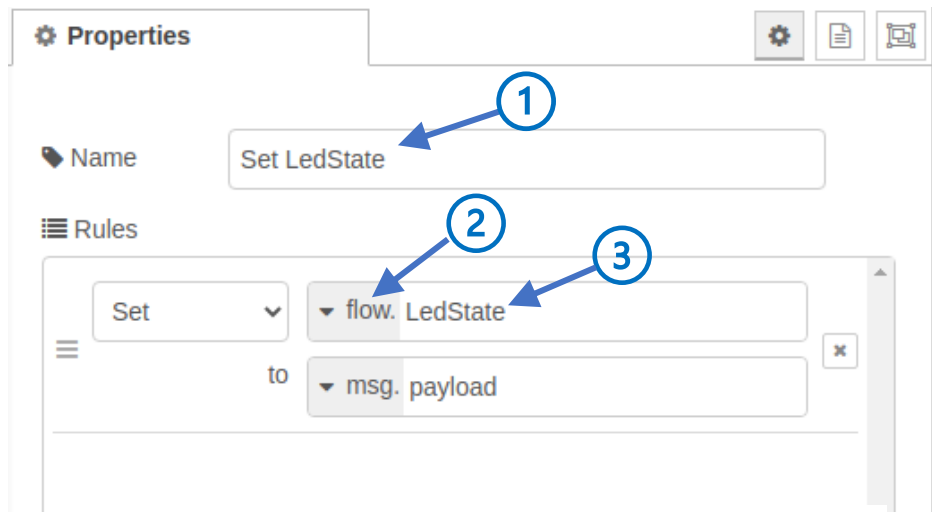 Properties
1
Name
Set LedState
Rules
2
3
Set
flow. LedState
to
msg. payload